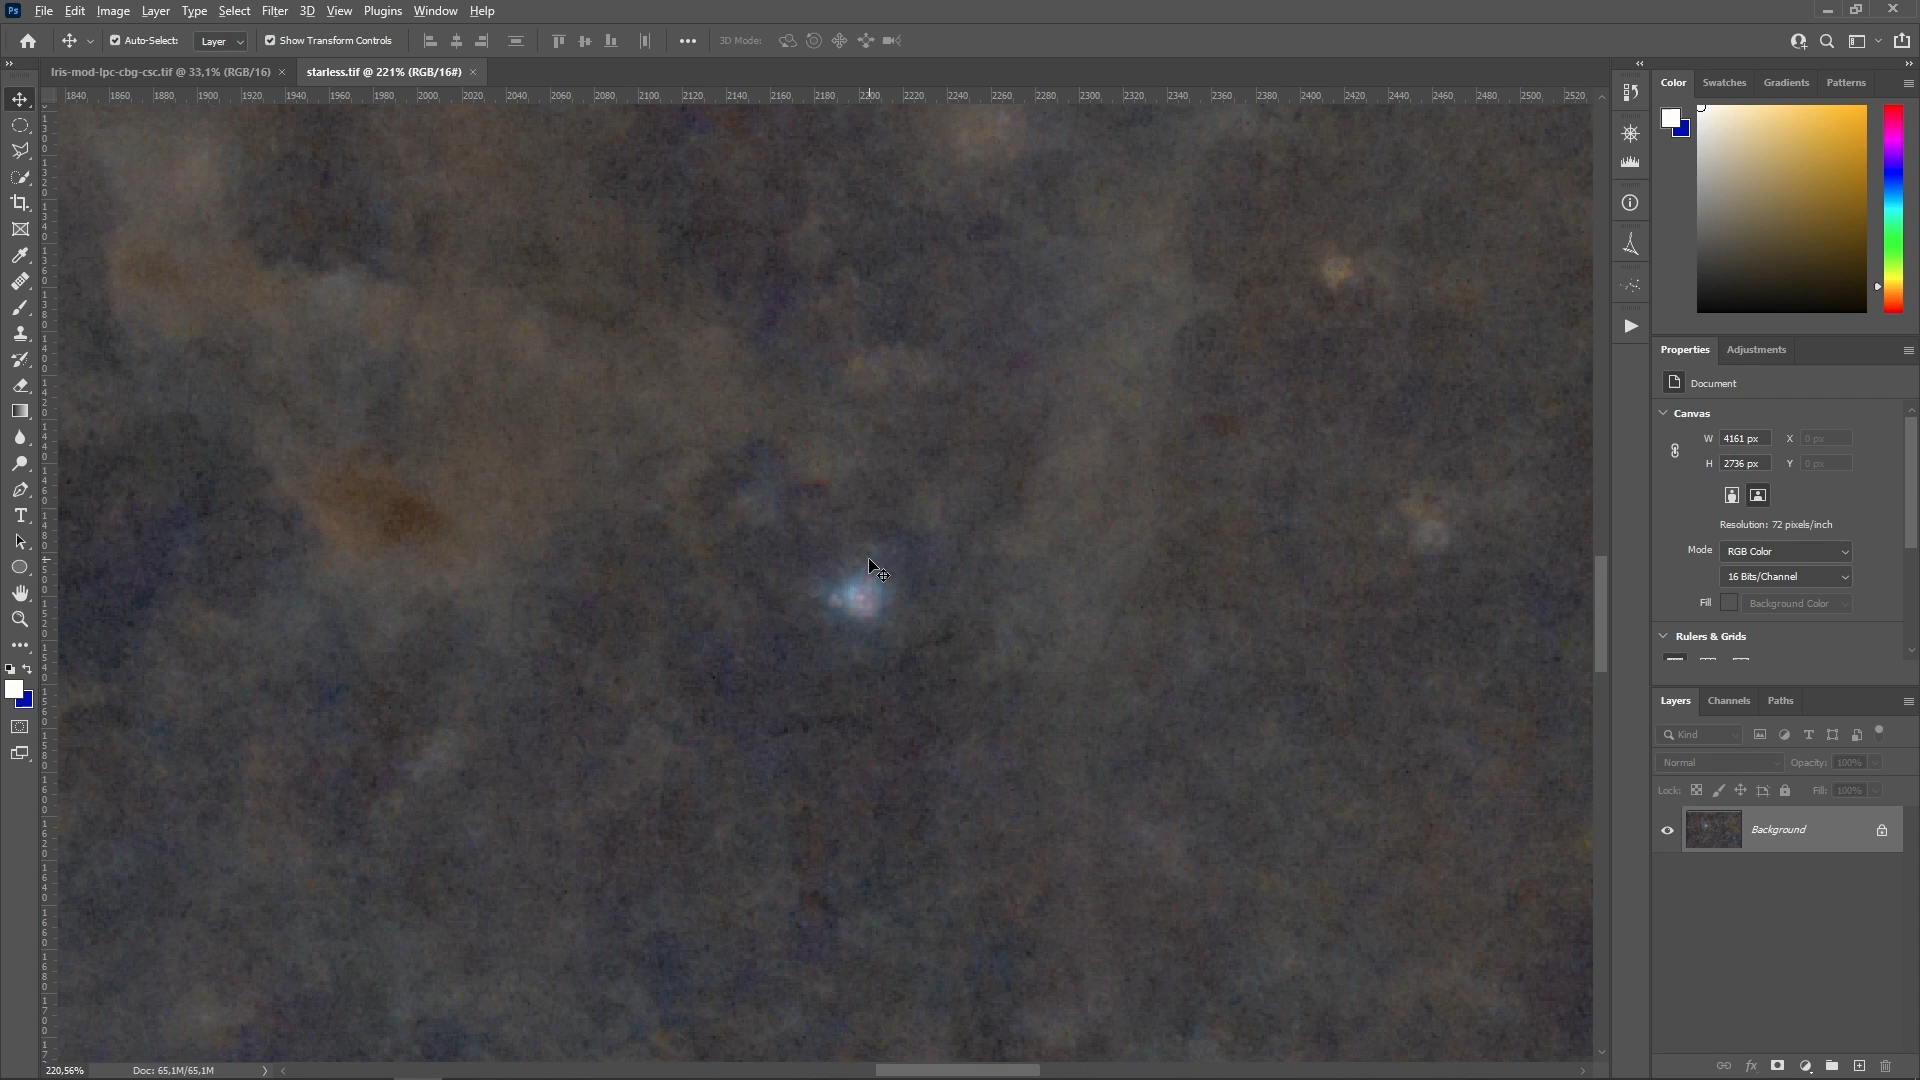 Ps File Edit Image Layer Type Select Filter 3D View Plugins Window Help
Auto-Select: Layer Show Transform Controls 3D Mode:
Iris-mod-lpc-cbg-csc.tif @ 33,1% (RGB/16) × starless.tif @ 221% (RGB/16#) ×
1840 1860 1880 1900 1920 1940 1960 1980 2000 2020 2040 2060 2080 2100 2120 2140 2160 2180 2200 2220 2240 2260 2280 2300 2320 2340 2360 2380 2400 2420 2440 2460 2480 2500 2520
Color Swatches Gradients Patterns
Properties Adjustments
Document
Canvas
W 4161 px X 0 px
H 2736 px Y 0 px
Resolution: 72 pixels/inch
Mode RGB Color
16 Bits/Channel
Fill Background Color
Rulers & Grids
Layers Channels Paths
Kind
Normal Opacity: 100%
Lock: Fill: 100%
Background
220,56% Doc: 65,1M/65,1M